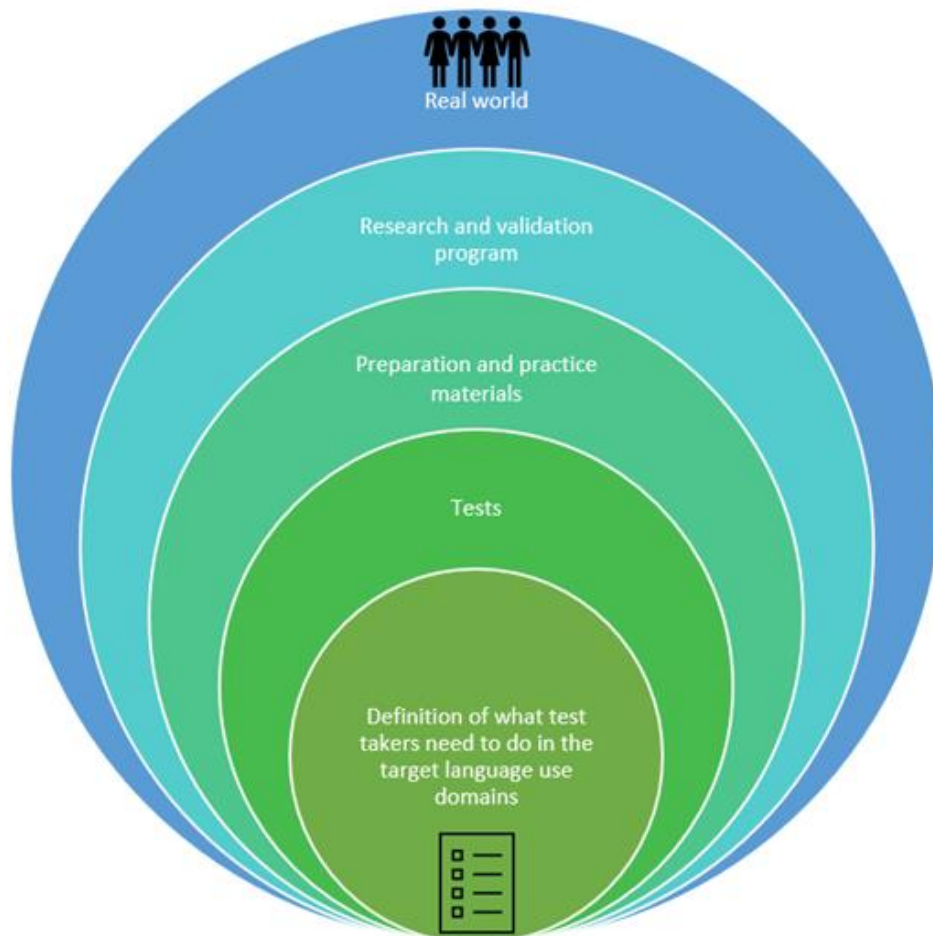 Real world
Research and validation
program
Preparation and practice
materials
Tests
Definition of what test
takers need to do in the
target language use
domains